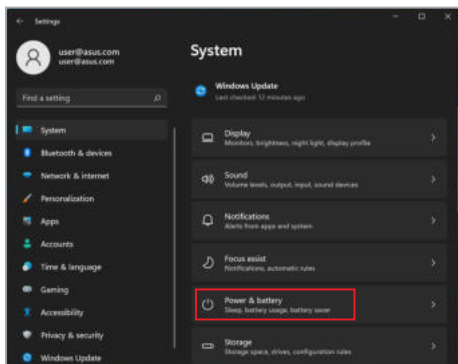 Settings
user@asus.com
user@asus.com
Find a setting
System
Bluetooth & devices
Network & internet
Personalization
Apps
Accounts
Time & language
Gaming
Accessibility
Privacy & security
Windows Update
System
Windows Update
Last checked: 12 minutes ago
Display
Monitors, brightness, night light, display profile
Sound
Volume levels, output, input, sound devices
Notifications
Alerts from apps and system
Focus assist
Notifications, automatic rules
Power & battery
Sleep, battery usage, battery saver
Storage
Storage space, drives, configuration rules